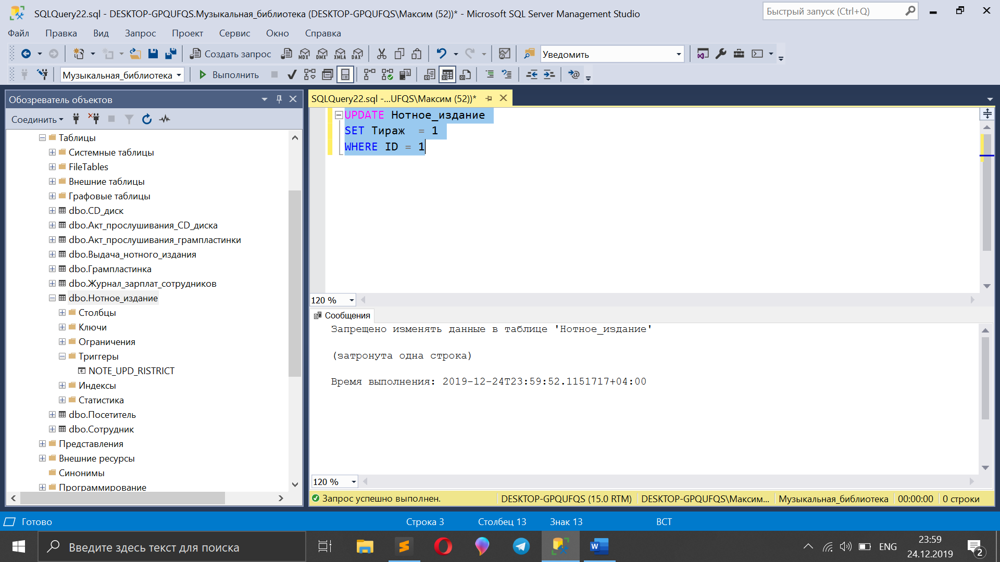 SQLQuery22.sql - DESKTOP-GPQUFQS.Музыкальная_библиотека (DESKTOP-GPQUFQS\Максим (52))* - Microsoft SQL Server Management Studio
Быстрый запуск (Ctrl+Q)
Файл Правка Вид Запрос Проект Сервис Окно Справка
Создать запрос MDX DMX XMLA DAX Уведомить
Музыкальная_библиотека Выполнить
Обозреватель объектов
Соединить
Таблицы
Системные таблицы
FileTables
Внешние таблицы
Графовые таблицы
dbo.CD_диск
dbo.Акт_прослушивания_CD_диска
dbo.Акт_прослушивания_грампластинки
dbo.Выдача_нотного_издания
dbo.Грампластинка
dbo.Журнал_зарплат_сотрудников
dbo.Нотное_издание
Столбцы
Ключи
Ограничения
Триггеры
NOTE_UPD_RISTRICT
Индексы
Статистика
dbo.Посетитель
dbo.Сотрудник
Представления
Внешние ресурсы
Синонимы
Программирование
SQLQuery22.sql -...UFQS\Максим (52))*
UPDATE Нотное_издание
SET Тираж = 1
WHERE ID = 1
120 %
Сообщения
Запрещено изменять данные в таблице 'Нотное_издание'
(затронута одна строка)
Время выполнения: 2019-12-24T23:59:52.1151717+04:00
120 %
Запрос успешно выполнен. DESKTOP-GPQUFQS (15.0 RTM) DESKTOP-GPQUFQS\Максим... Музыкальная_библиотека 00:00:00 0 строки
Готово Строка 3 Столбец 13 Знак 13 ВСТ
Введите здесь текст для поиска
W
ENG
23:59
24.12.2019
2